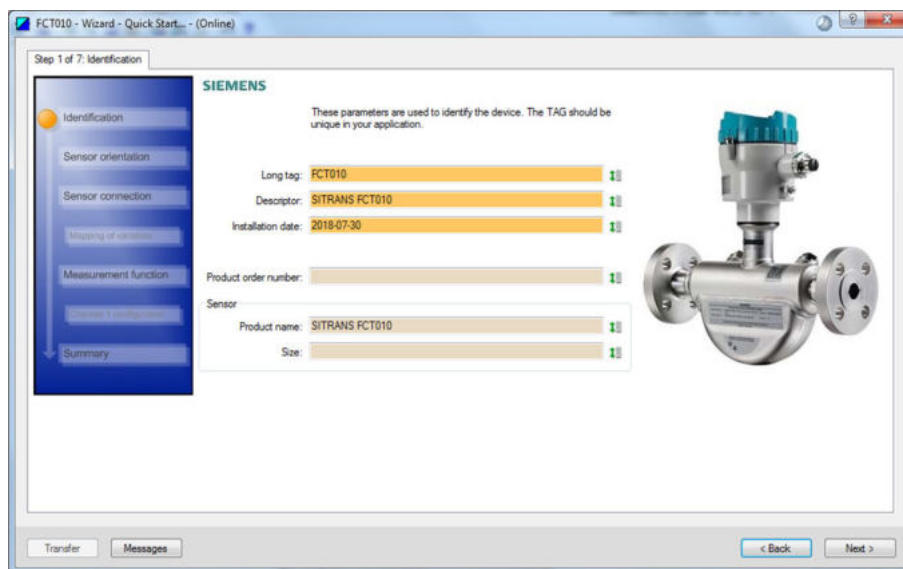 FCT010 - Wizard - Quick Start... - (Online)
Step 1 of 7: Identification
SIEMENS
These parameters are used to identify the device. The TAG should be
unique in your application.
Identification
Sensor orientation
Sensor connection
Mapping of variables
Measurement function
Summary
Long tag: FCT010
Descriptor: SITRANS FCT010
Installation date: 2018-07-30
Product order number:
Sensor
Product name: SITRANS FCT010
Size:
Transfer
Messages
< Back
Next >